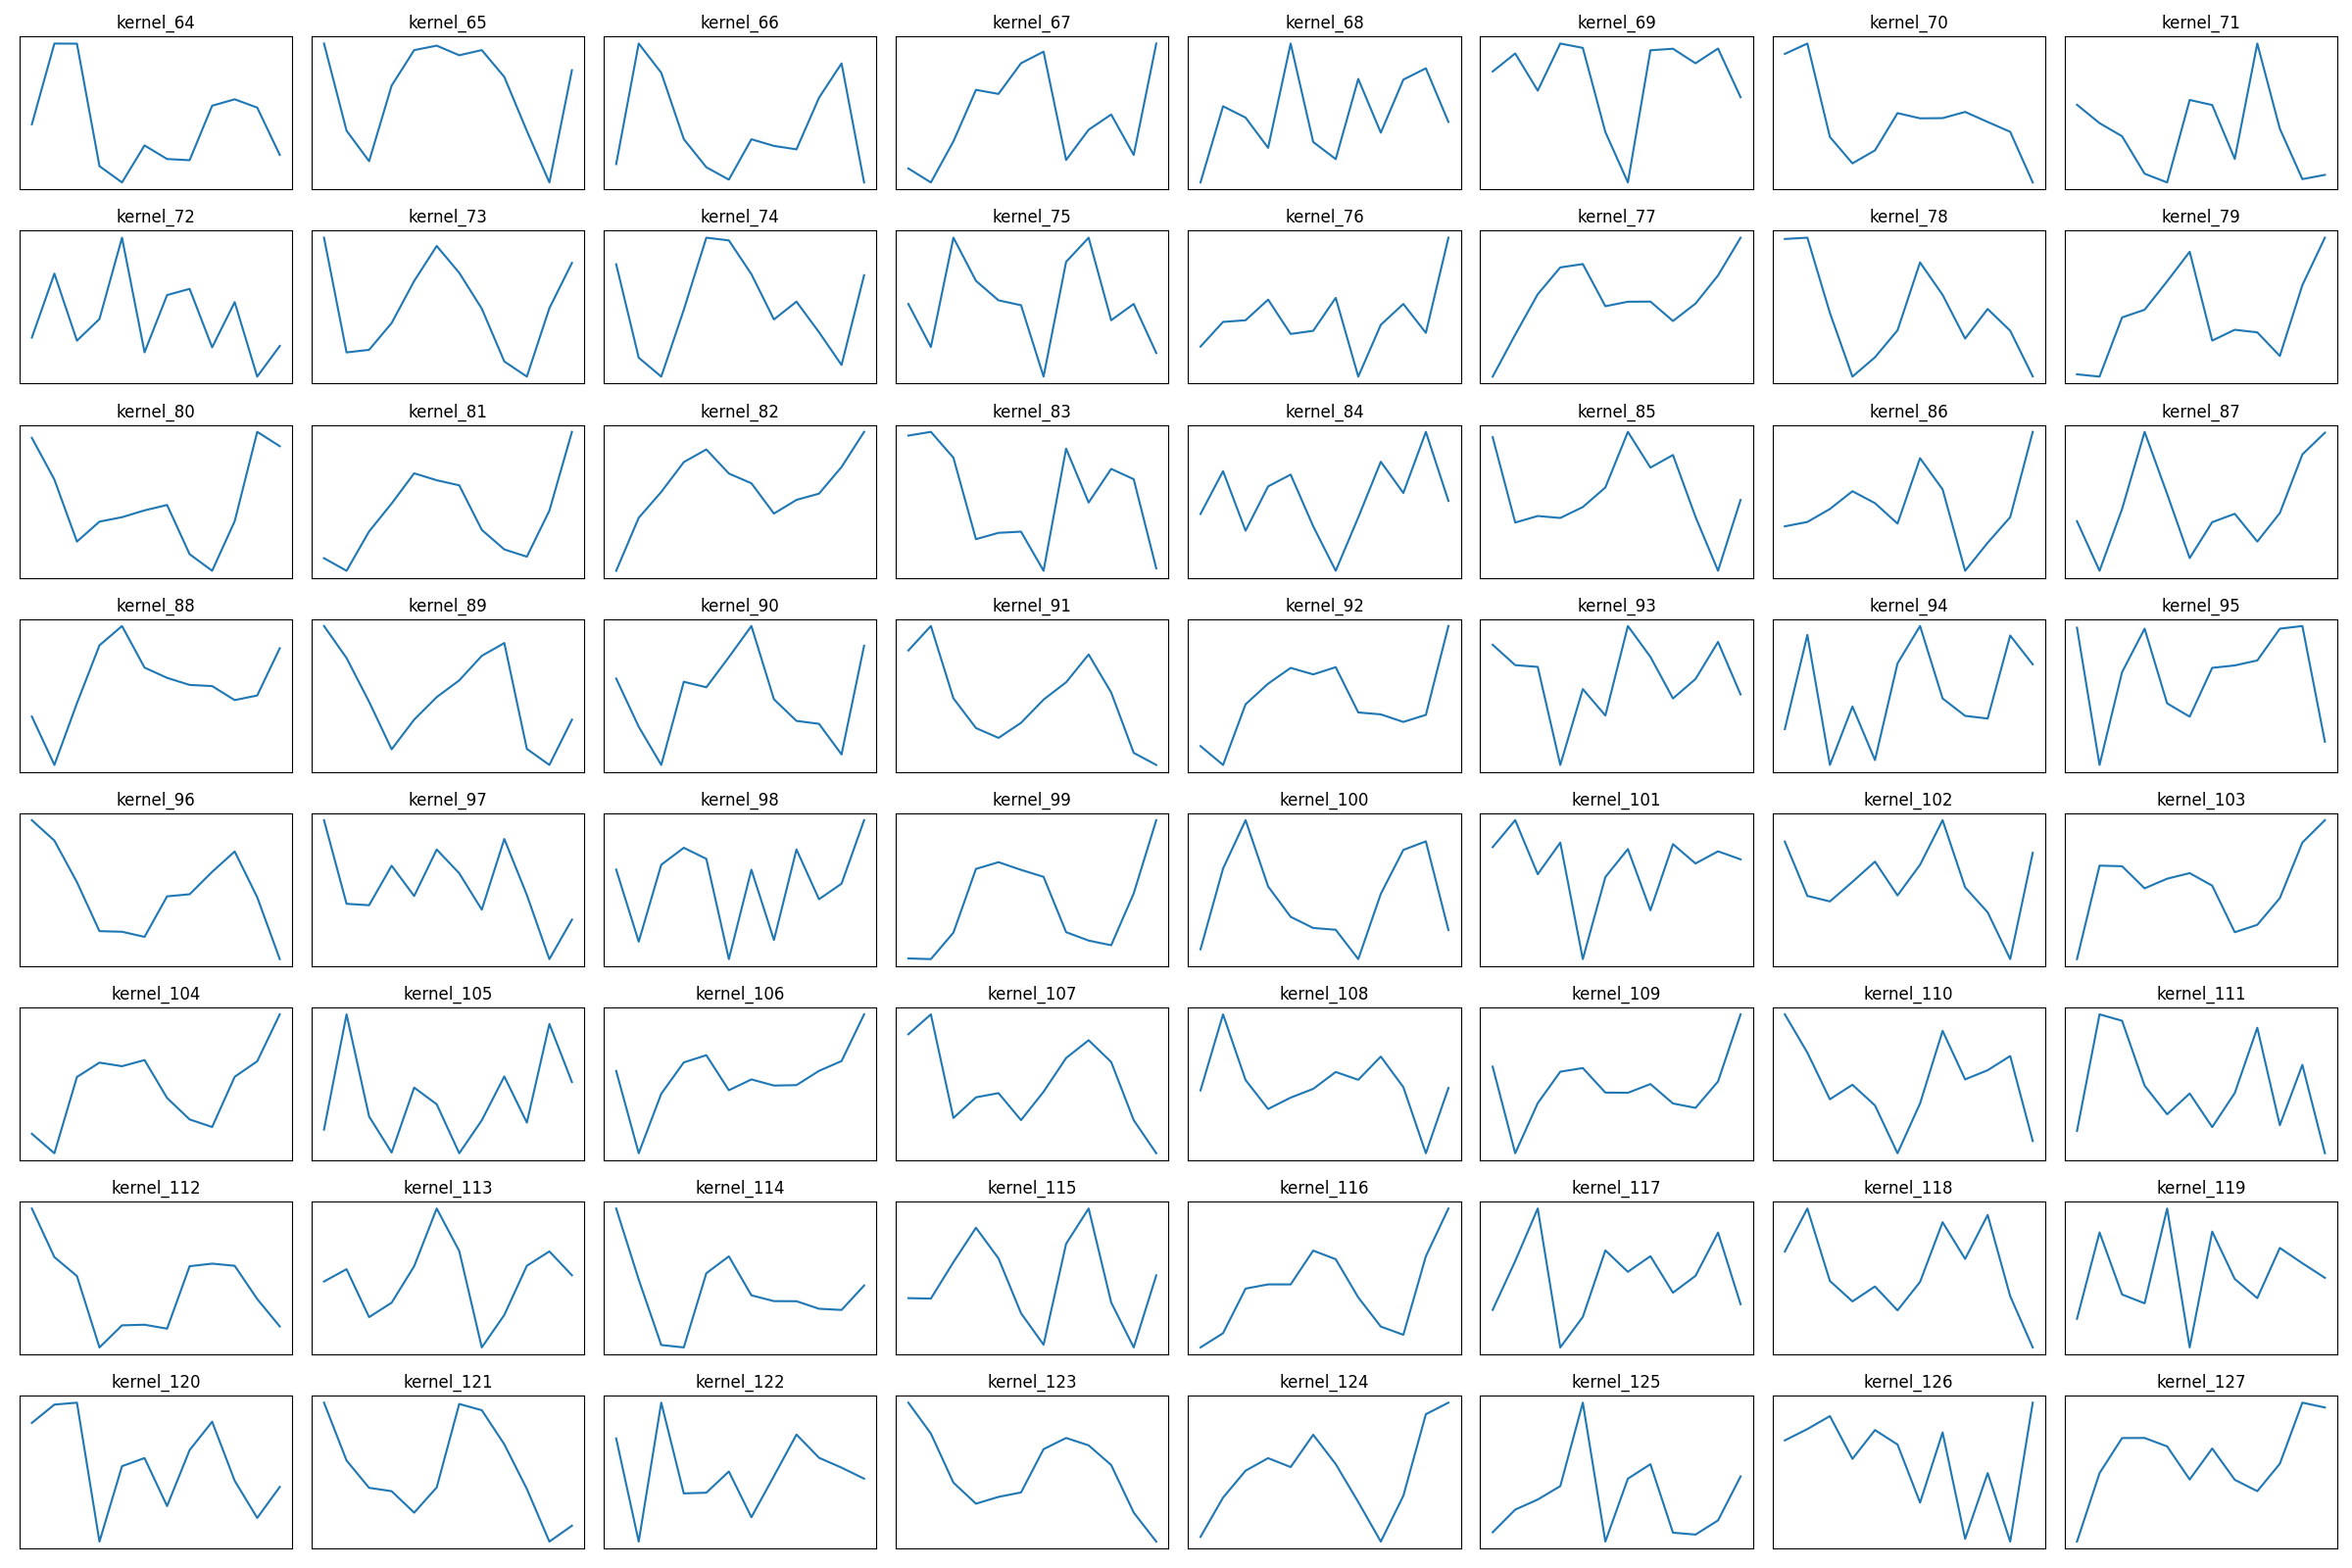 kernel_64 kernel_65 kernel_66 kernel_67 kernel_68 kernel_69 kernel_70 kernel_71
kernel_72 kernel_73 kernel_74 kernel_75 kernel_76 kernel_77 kernel_78 kernel_79
kernel_80 kernel_81 kernel_82 kernel_83 kernel_84 kernel_85 kernel_86 kernel_87
kernel_88 kernel_89 kernel_90 kernel_91 kernel_92 kernel_93 kernel_94 kernel_95
kernel_96 kernel_97 kernel_98 kernel_99 kernel_100 kernel_101 kernel_102 kernel_103
kernel_104 kernel_105 kernel_106 kernel_107 kernel_108 kernel_109 kernel_110 kernel_111
kernel_112 kernel_113 kernel_114 kernel_115 kernel_116 kernel_117 kernel_118 kernel_119
kernel_120 kernel_121 kernel_122 kernel_123 kernel_124 kernel_125 kernel_126 kernel_127